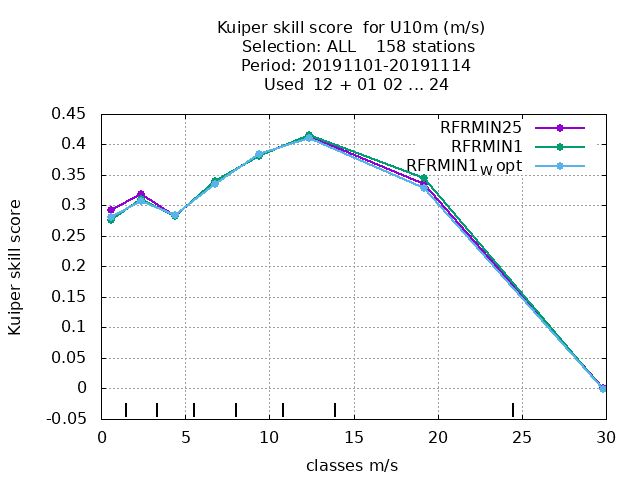 Kuiper skill score  for U10m (m/s)
Selection: ALL    158 stations
Period: 20191101-20191114
Used  12 + 01 02 ... 24
RFRMIN25
RFRMIN1
RFRMIN1W opt
0.45
0.4
0.35
0.3
0.25
0.2
0.15
0.1
0.05
0
-0.05
Kuiper skill score
0 5 10 15 20 25 30
classes m/s